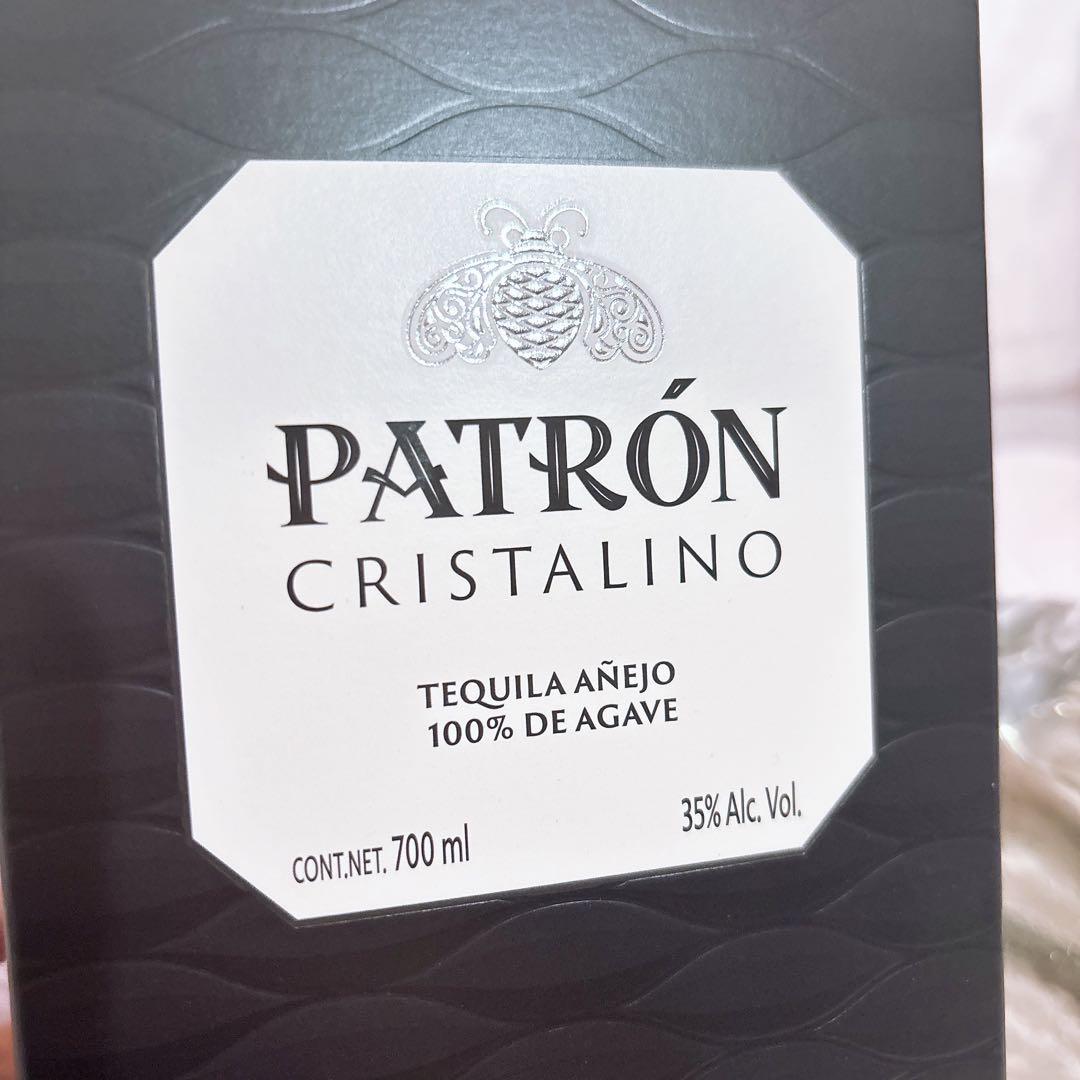 PATRÓN
CRISTALINO
TEQUILA AÑEJO
100% DE AGAVE
CONT.NET. 700 ml
35% Alc. Vol.